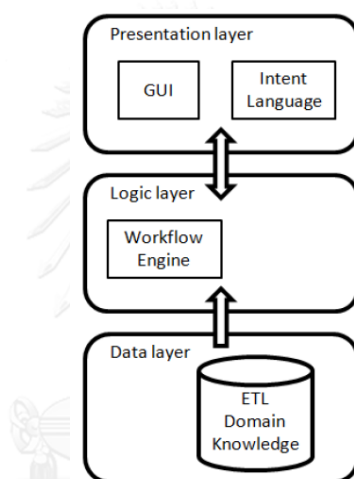 Presentation layer
GUI
Intent
Language
Logic layer
Workflow
Engine
Data layer
ETL
Domain
Knowledge